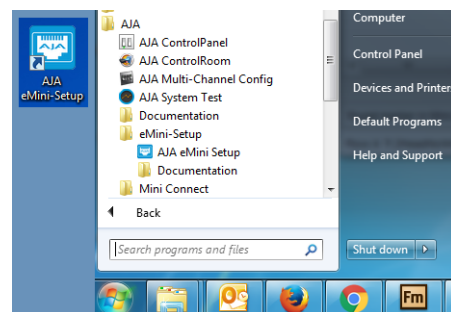 AJA
AJA
eMini-Setup
AJA
AJA ControlPanel
AJA ControlRoom
AJA Multi-Channel Config
AJA System Test
Documentation
eMini-Setup
AJA eMini Setup
Documentation
Mini Connect
Back
Search programs and files
Computer
Control Panel
Devices and Printer
Default Programs
Help and Support
Shut down
Fm